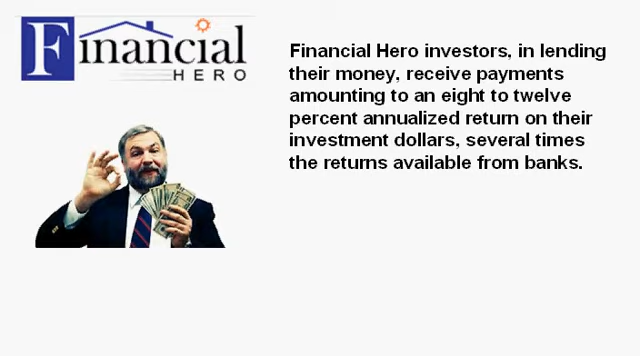 Financial
HERO
Financial Hero investors, in lending
their money, receive payments
amounting to an eight to twelve
percent annualized return on their
investment dollars, several times
the returns available from banks.